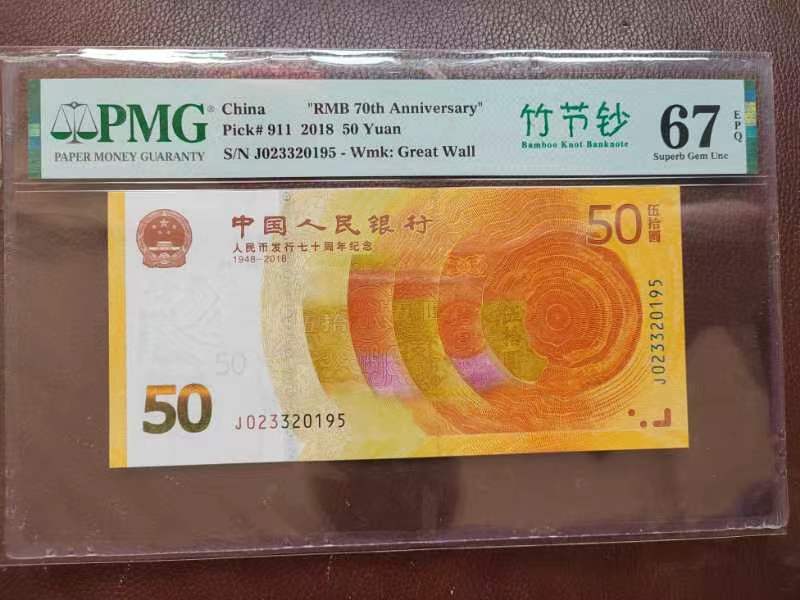 PMG®
PAPER MONEY GUARANTY
China "RMB 70th Anniversary"
Pick# 911 2018 50 Yuan
S/N J023320195 - Wmk: Great Wall
竹节钞
Bamboo Knot Banknote
67 EPQ
Superb Gem Unc
中国人民银行
人民币发行七十周年纪念
1948-2018
50 伍拾圆
J023320195
50
50
J023320195